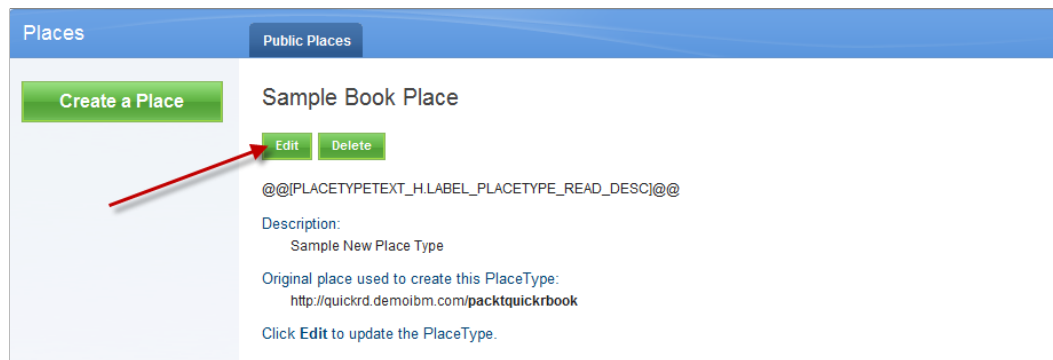 Places
Public Places
Create a Place
Sample Book Place
Edit Delete
@@[PLACETYPETEXT_H.LABEL_PLACETYPE_READ_DESC]@@
Description:
Sample New Place Type
Original place used to create this PlaceType:
http://quickrd.demoibm.com/packtquickrbook
Click Edit to update the PlaceType.